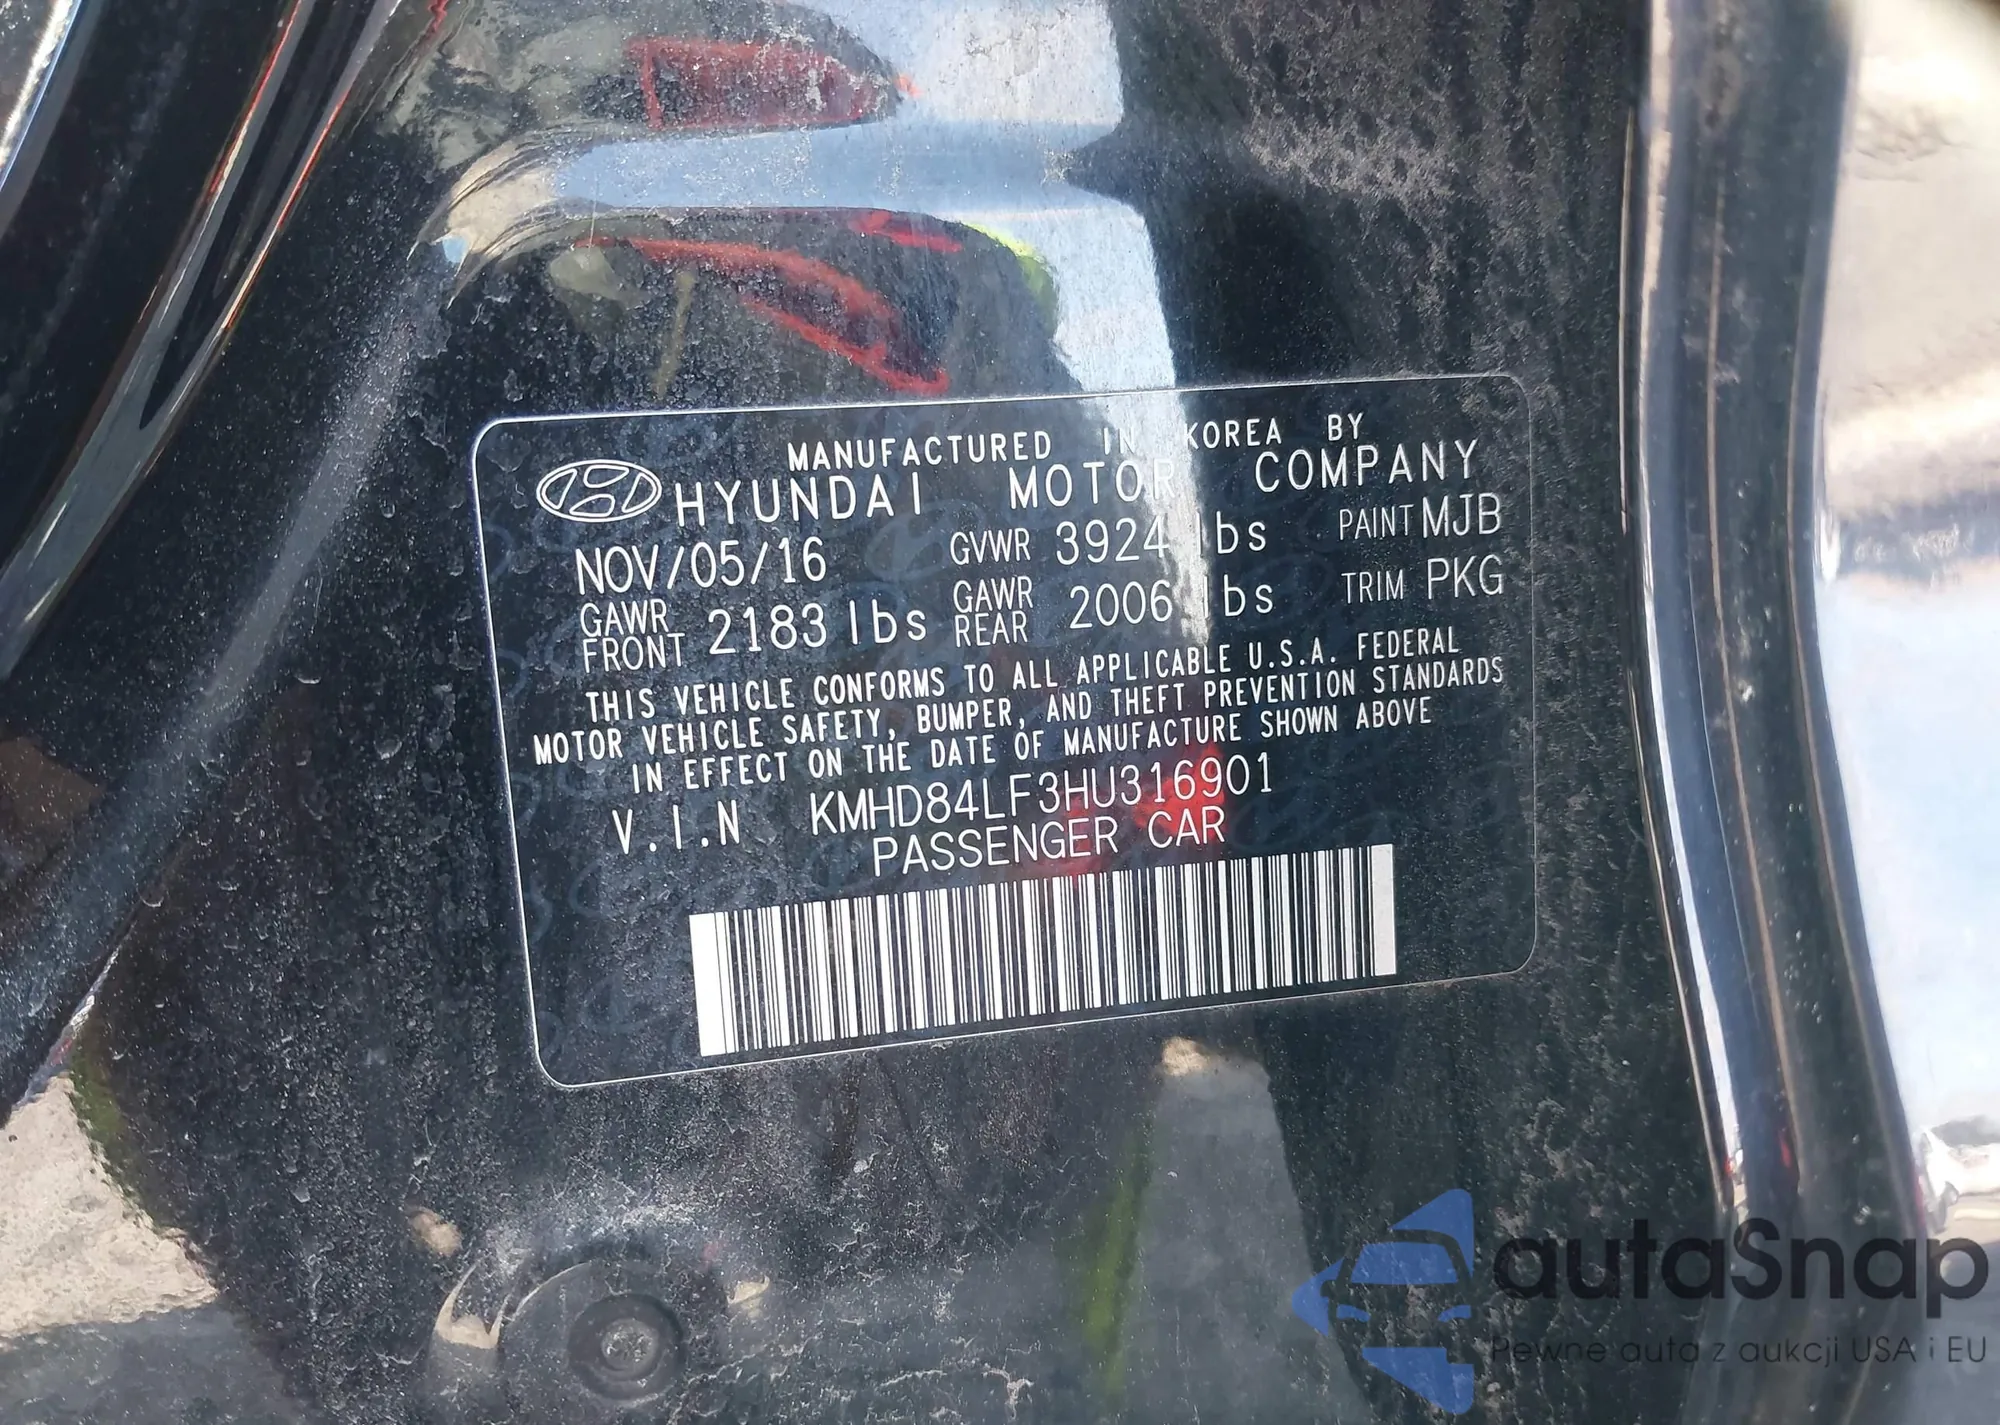 MANUFACTURED IN KOREA BY
HYUNDAI MOTOR COMPANY
NOV/05/16 GVWR 3924 lbs PAINT MJB
GAWR FRONT 2183 lbs GAWR REAR 2006 lbs TRIM PKG
THIS VEHICLE CONFORMS TO ALL APPLICABLE U.S.A. FEDERAL
MOTOR VEHICLE SAFETY, BUMPER, AND THEFT PREVENTION STANDARDS
IN EFFECT ON THE DATE OF MANUFACTURE SHOWN ABOVE
V.I.N KMHD84LF3HU316901
PASSENGER CAR
autaSnap
Pewne auta z aukcji USA i EU